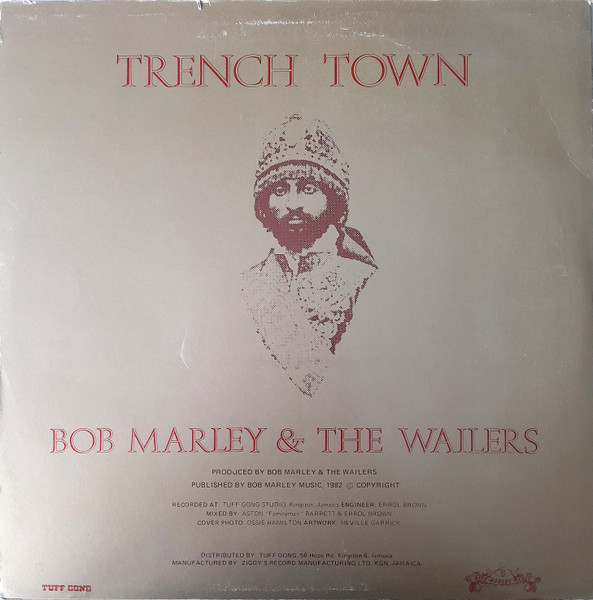 TRENCH TOWN
BOB MARLEY & THE WAILERS
PRODUCED BY BOB MARLEY & THE WAILERS
PUBLISHED BY BOB MARLEY MUSIC, 1982 © COPYRIGHT
RECORDED AT: TUFF GONG STUDIO, Kingston, Jamaica ENGINEER: ERROL BROWN
MIXED BY: ASTON "Familyman" BARRETT & ERROL BROWN
COVER PHOTO: OSSIE HAMILTON ARTWORK: NEVILLE GARRICK
DISTRIBUTED BY: TUFF GONG, 56 Hope Rd. Kingston 6, Jamaica
MANUFACTURED BY ZIGGY'S RECORD MANUFACTURING LTD. KGN, JAMAICA.
TUFF GONG
BOB MARLEY MUSIC